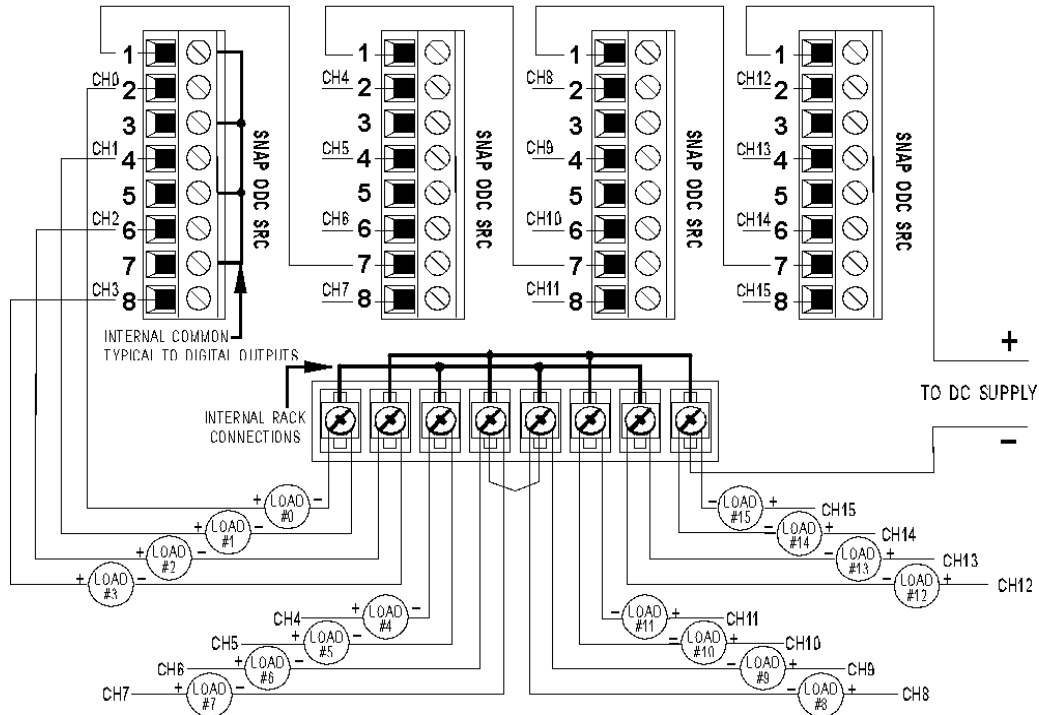 1
CH0 2
3
CH1 4
5
CH2 6
7
CH3 8
SNAP ODC SRC
1
CH4 2
3
CH5 4
5
CH6 6
7
CH7 8
SNAP ODC SRC
1
CH8 2
3
CH9 4
5
CH10 6
7
CH11 8
SNAP ODC SRC
1
CH12 2
3
CH13 4
5
CH14 6
7
CH15 8
SNAP ODC SRC
INTERNAL COMMON
TYPICAL TO DIGITAL OUTPUTS
INTERNAL RACK
CONNECTIONS
+
TO DC SUPPLY
−
+ LOAD #0 -
+ LOAD #1 -
+ LOAD #2 -
+ LOAD #3 -
CH4 + LOAD #4 -
CH5 + LOAD #5 -
CH6 + LOAD #6 -
CH7 + LOAD #7 -
- LOAD #15 + CH15
- LOAD #14 + CH14
- LOAD #13 + CH13
- LOAD #12 + CH12
- LOAD #11 + CH11
- LOAD #10 + CH10
- LOAD #9 + CH9
- LOAD #8 + CH8